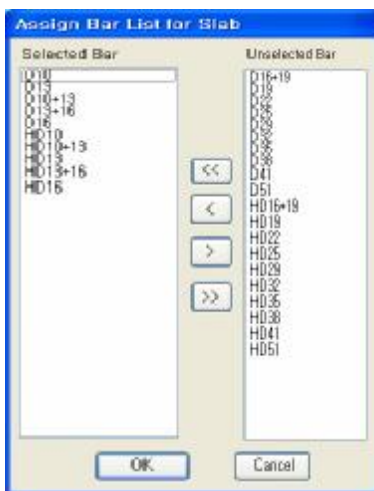 Assign Bar List for Slab
Selected Bar
D10
D13
D10+13
D13+16
D16
HD10
HD10+13
HD13
HD13+16
HD16
<<
<
>
>>
Unselected Bar
D16+19
D19
D22
D25
D29
D32
D35
D38
D41
D51
HD16+19
HD19
HD22
HD25
HD29
HD32
HD35
HD38
HD41
HD51
OK
Cancel